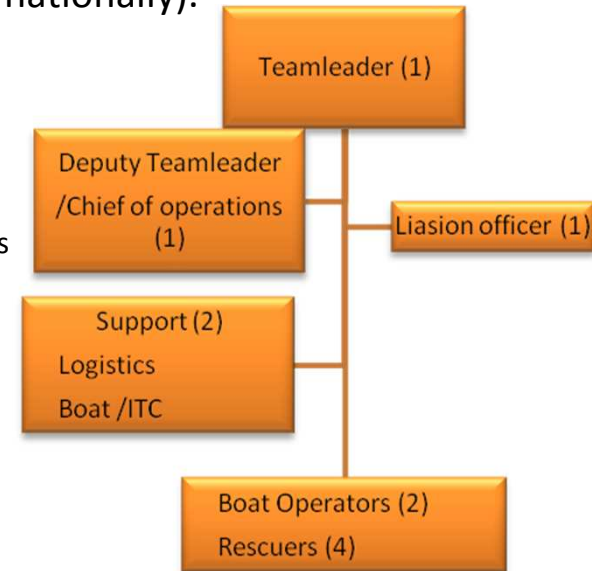 nationally):
Teamleader (1)
Deputy Teamleader
/Chief of operations
(1)
s
Liasion officer (1)
Support (2)
Logistics
Boat /ITC
Boat Operators (2)
Rescuers (4)